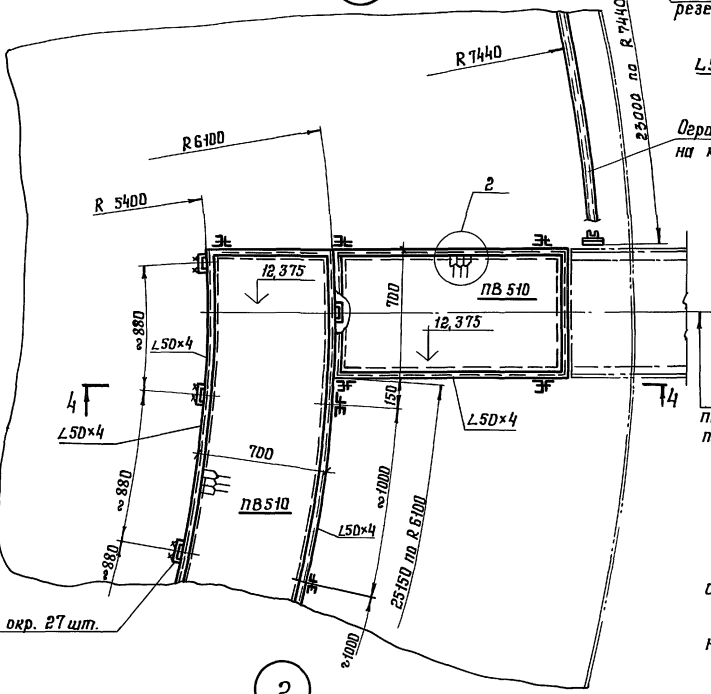 резе
R 7440
L5
23000 по R 7440
Огра
на к
R 6100
R 5400
2
12,375
700
ПВ 510
12,375
∾880
L50×4
4
4
150
L50×4
L50×4
п
п
700
∾880
ПВ510
∾1000
25150 по R 6100
L50×4
∾880
окр. 27 шт.
∾1000
2